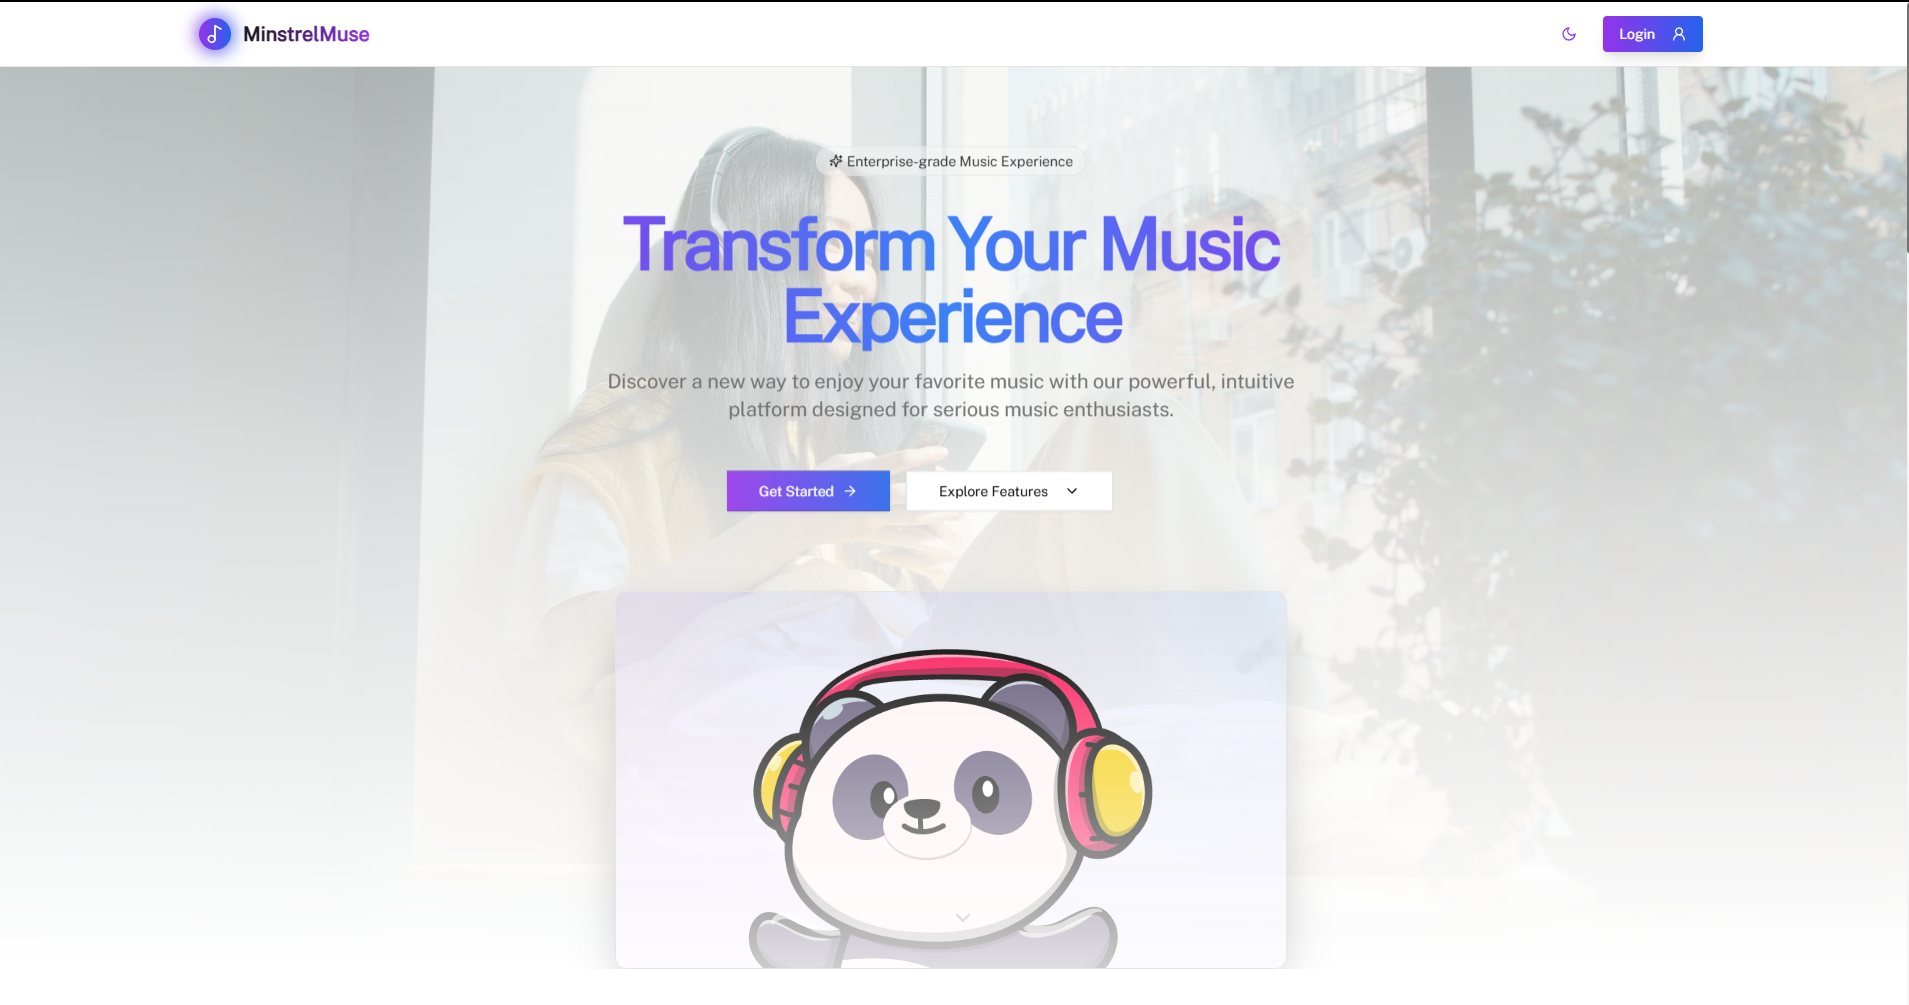 MinstrelMuse
Login
Enterprise-grade Music Experience
Transform Your Music
Experience
Discover a new way to enjoy your favorite music with our powerful, intuitive
platform designed for serious music enthusiasts.
Get Started
Explore Features